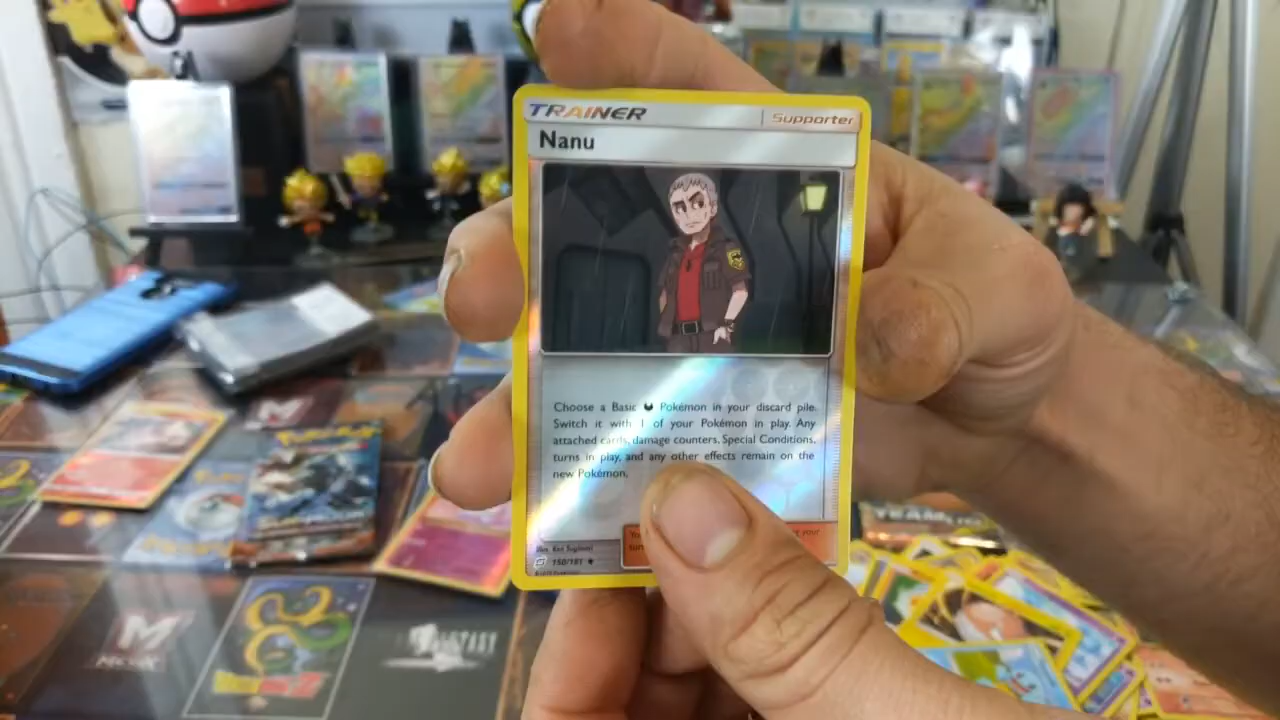 TRAINER
Supporter
Nanu
Choose a Basic Pokémon in your discard pile.
Switch it with 1 of your Pokémon in play. Any
attached cards, damage counters, Special Conditions,
turns in play, and any other effects remain on the
new Pokémon.
Illus. Ken Sugimori
150/181
TEAM